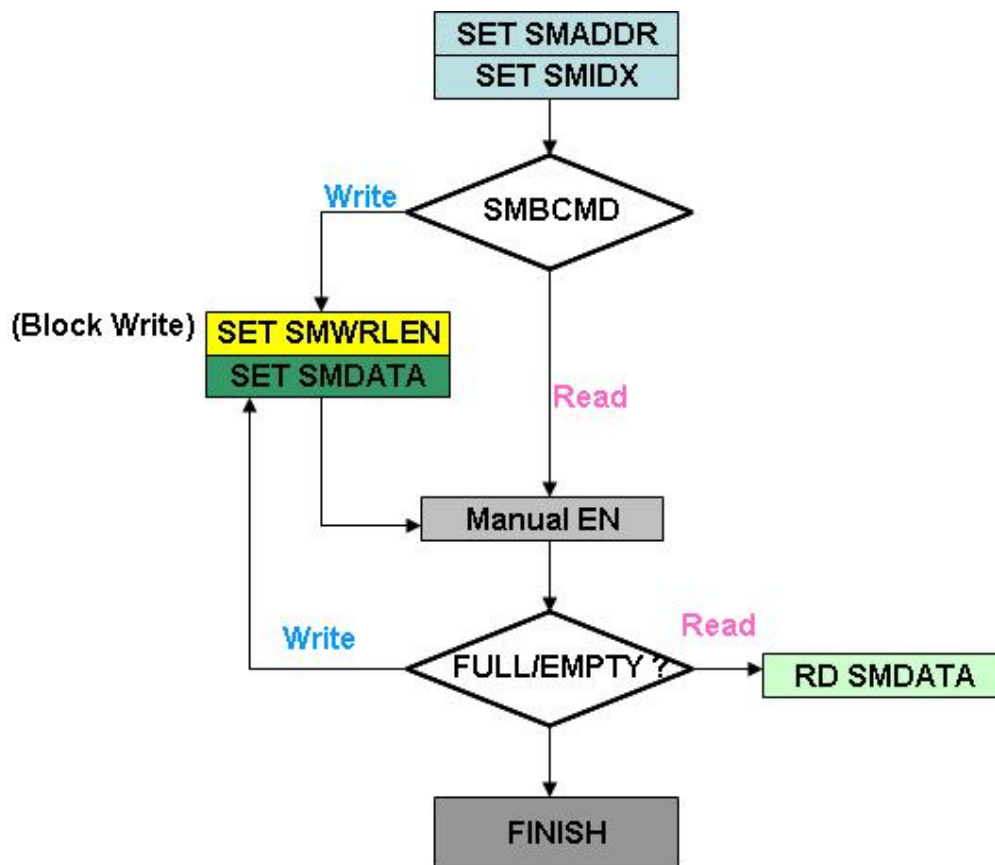 SET SMADDR
SET SMIDX
Write
SMBCMD
(Block Write)
SET SMWRLEN
SET SMDATA
Read
Manual EN
Write
FULL/EMPTY ?
Read
RD SMDATA
FINISH